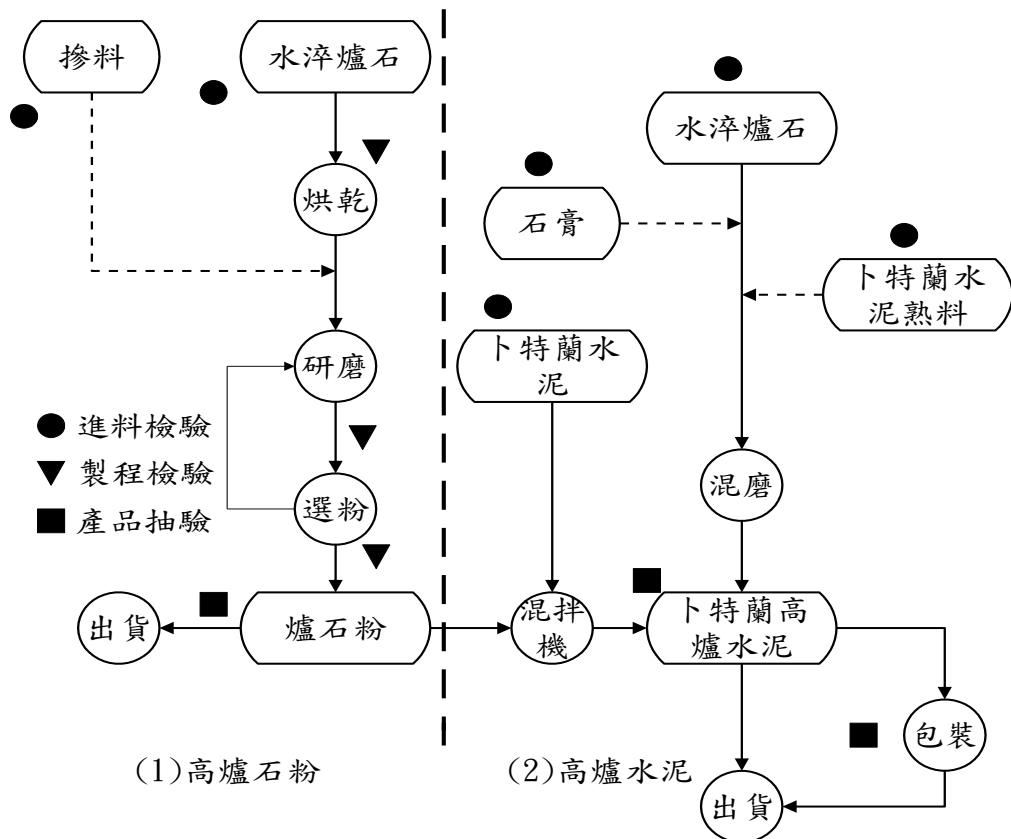 摻料
水淬爐石
烘乾
研磨
選粉
● 進料檢驗
▼ 製程檢驗
■ 產品抽驗
出貨
爐石粉
(1)高爐石粉
水淬爐石
石膏
卜特蘭水
泥熟料
卜特蘭水
泥
混磨
混拌
機
卜特蘭高
爐水泥
包裝
出貨
(2)高爐水泥